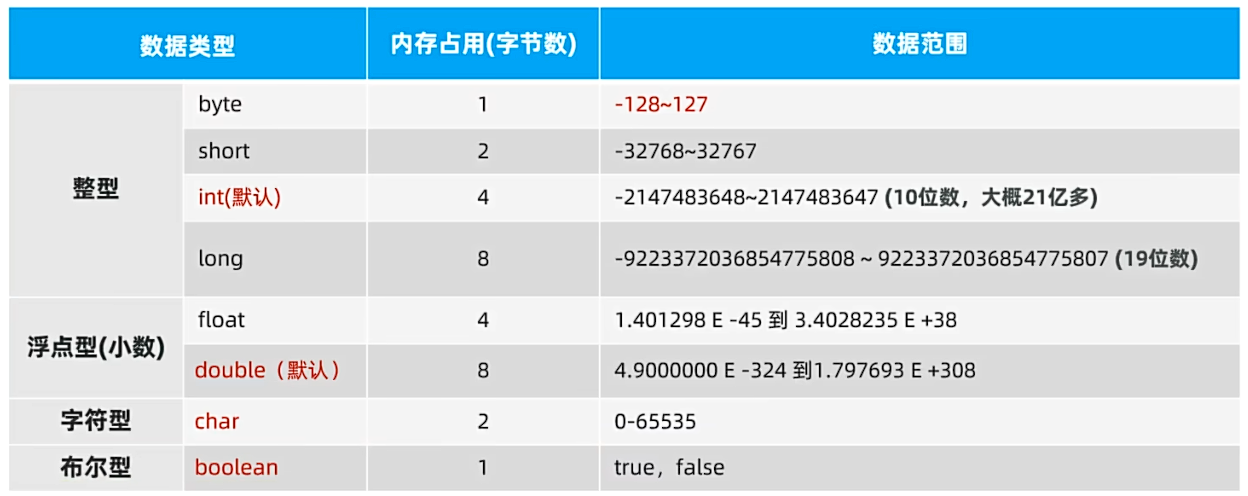 数据类型 内存占用(字节数) 数据范围
整型 byte 1 -128~127
short 2 -32768~32767
int(默认) 4 -2147483648~2147483647 (10位数，大概21亿多)
long 8 -9223372036854775808 ~ 9223372036854775807 (19位数)
浮点型(小数) float 4 1.401298 E -45 到 3.4028235 E +38
double（默认） 8 4.9000000 E -324 到1.797693 E +308
字符型 char 2 0-65535
布尔型 boolean 1 true，false